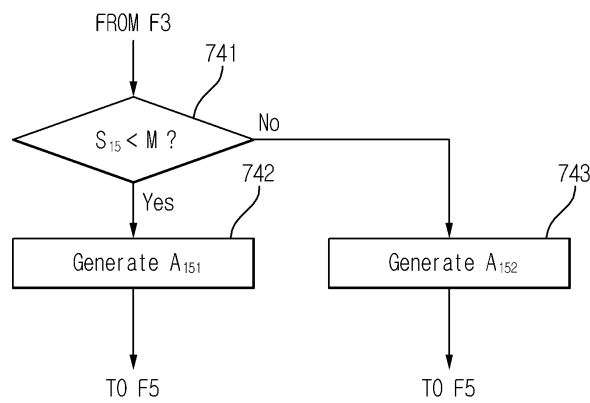 FROM F3
741
S₁₅ < M ?
No
Yes
742
743
Generate A₁₅₁
Generate A₁₅₂
TO F5
TO F5